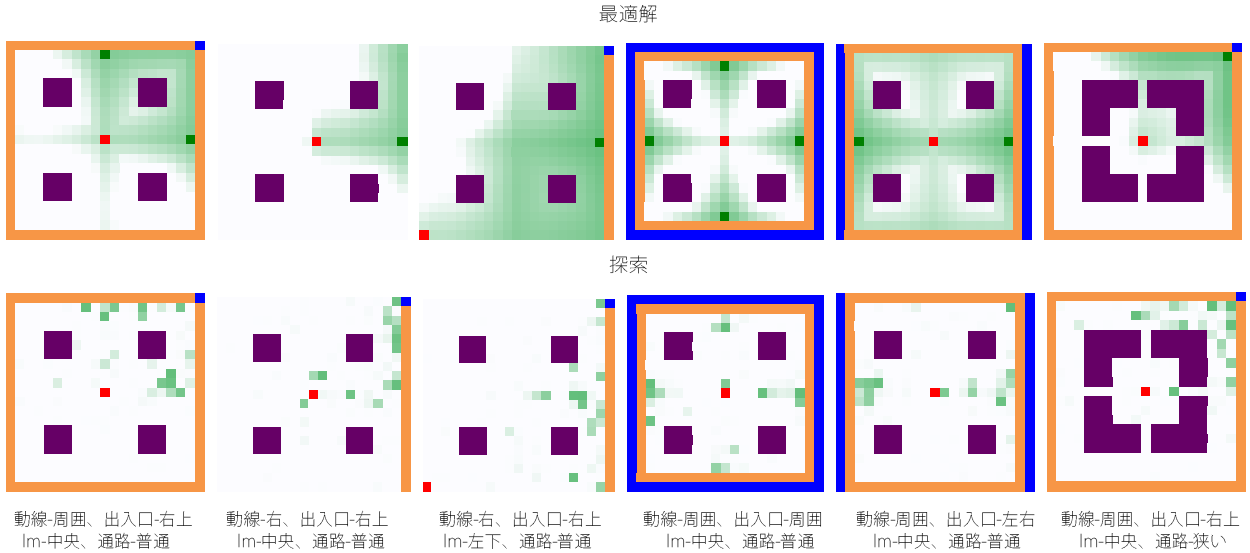 最適解
探索
動線-周囲、出入口-右上
lm-中央、通路-普通
動線-右、出入口-右上
lm-中央、通路-普通
動線-右、出入口-右上
lm-左下、通路-普通
動線-周囲、出入口-周囲
lm-中央、通路-普通
動線-周囲、出入口-左右
lm-中央、通路-普通
動線-周囲、出入口-右上
lm-中央、通路-狭い